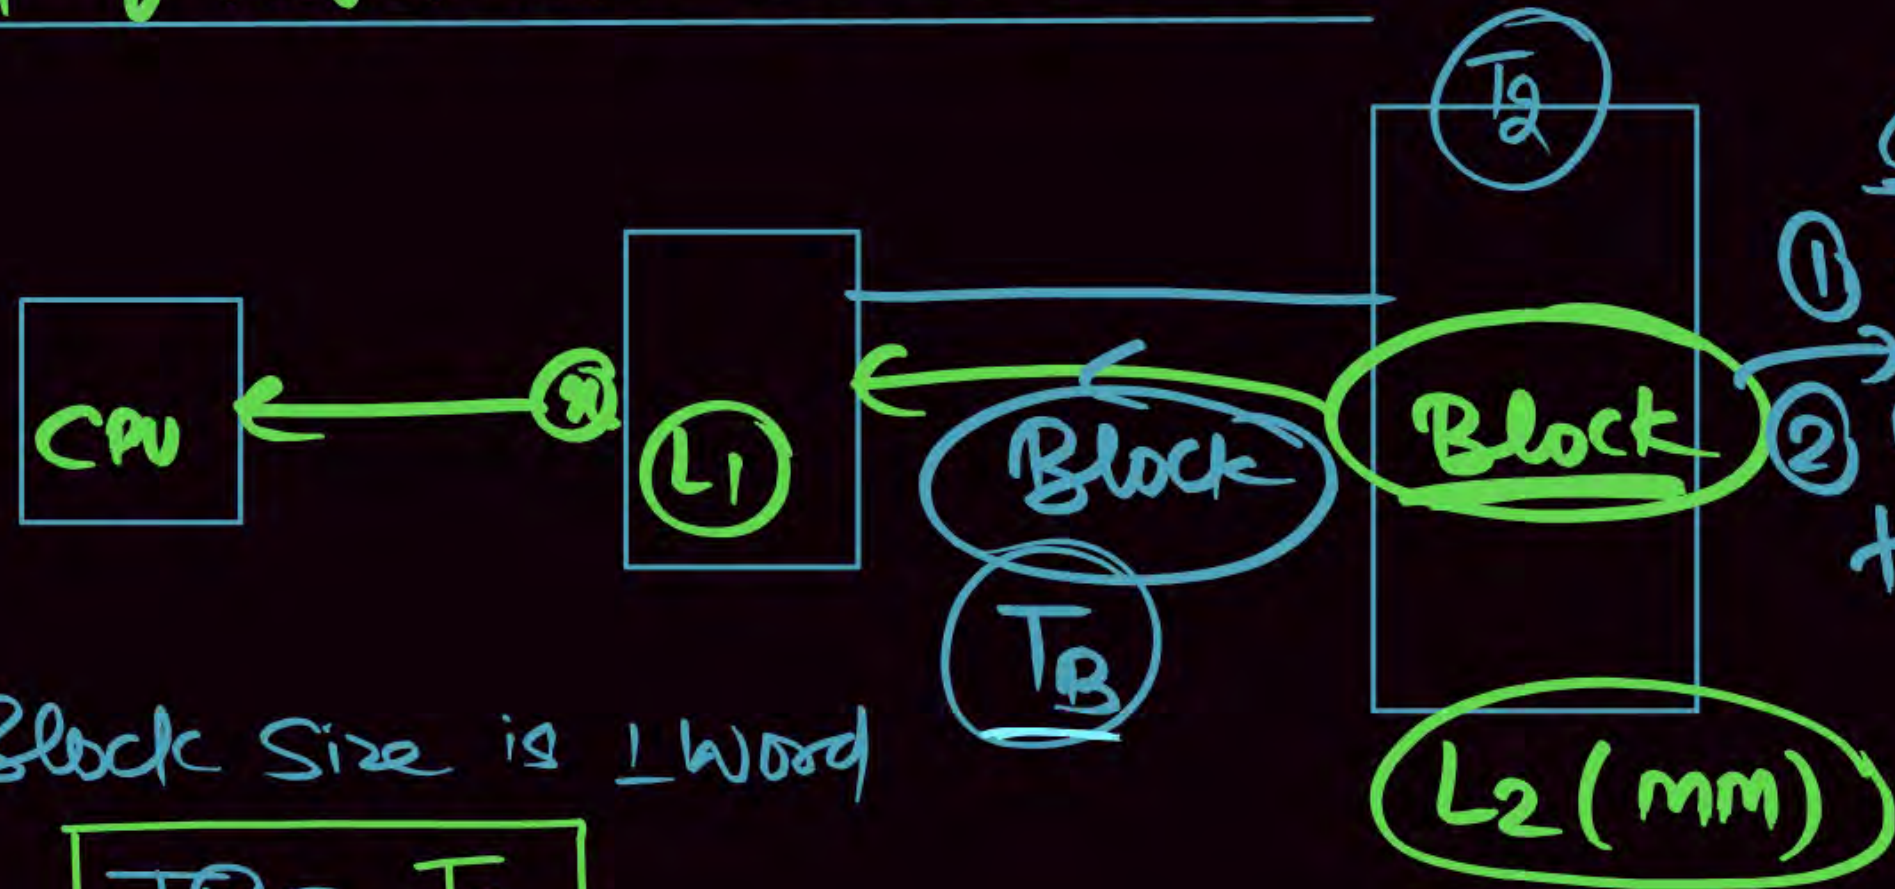 T2
①
CPU
L1
Block
Block
②
+
TB
Block Size is 1 Word
L2 (mm)